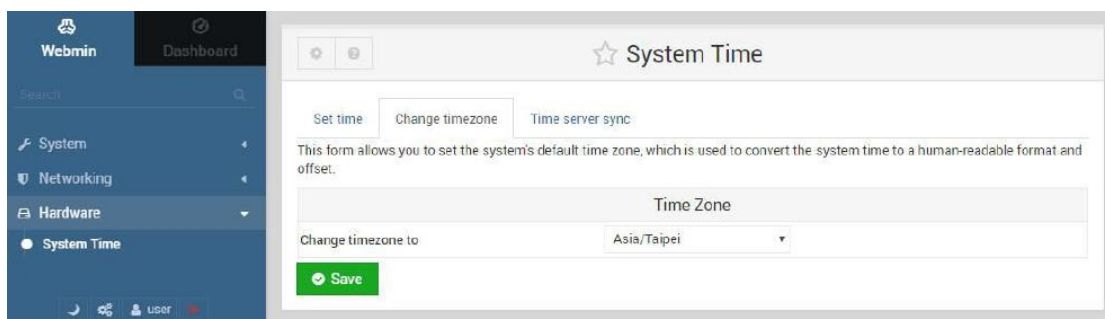 Webmin
Dashboard
Search
System
Networking
Hardware
System Time
user
System Time
Set time
Change timezone
Time server sync
This form allows you to set the system's default time zone, which is used to convert the system time to a human-readable format and
offset.
Time Zone
Change timezone to
Asia/Taipei
Save